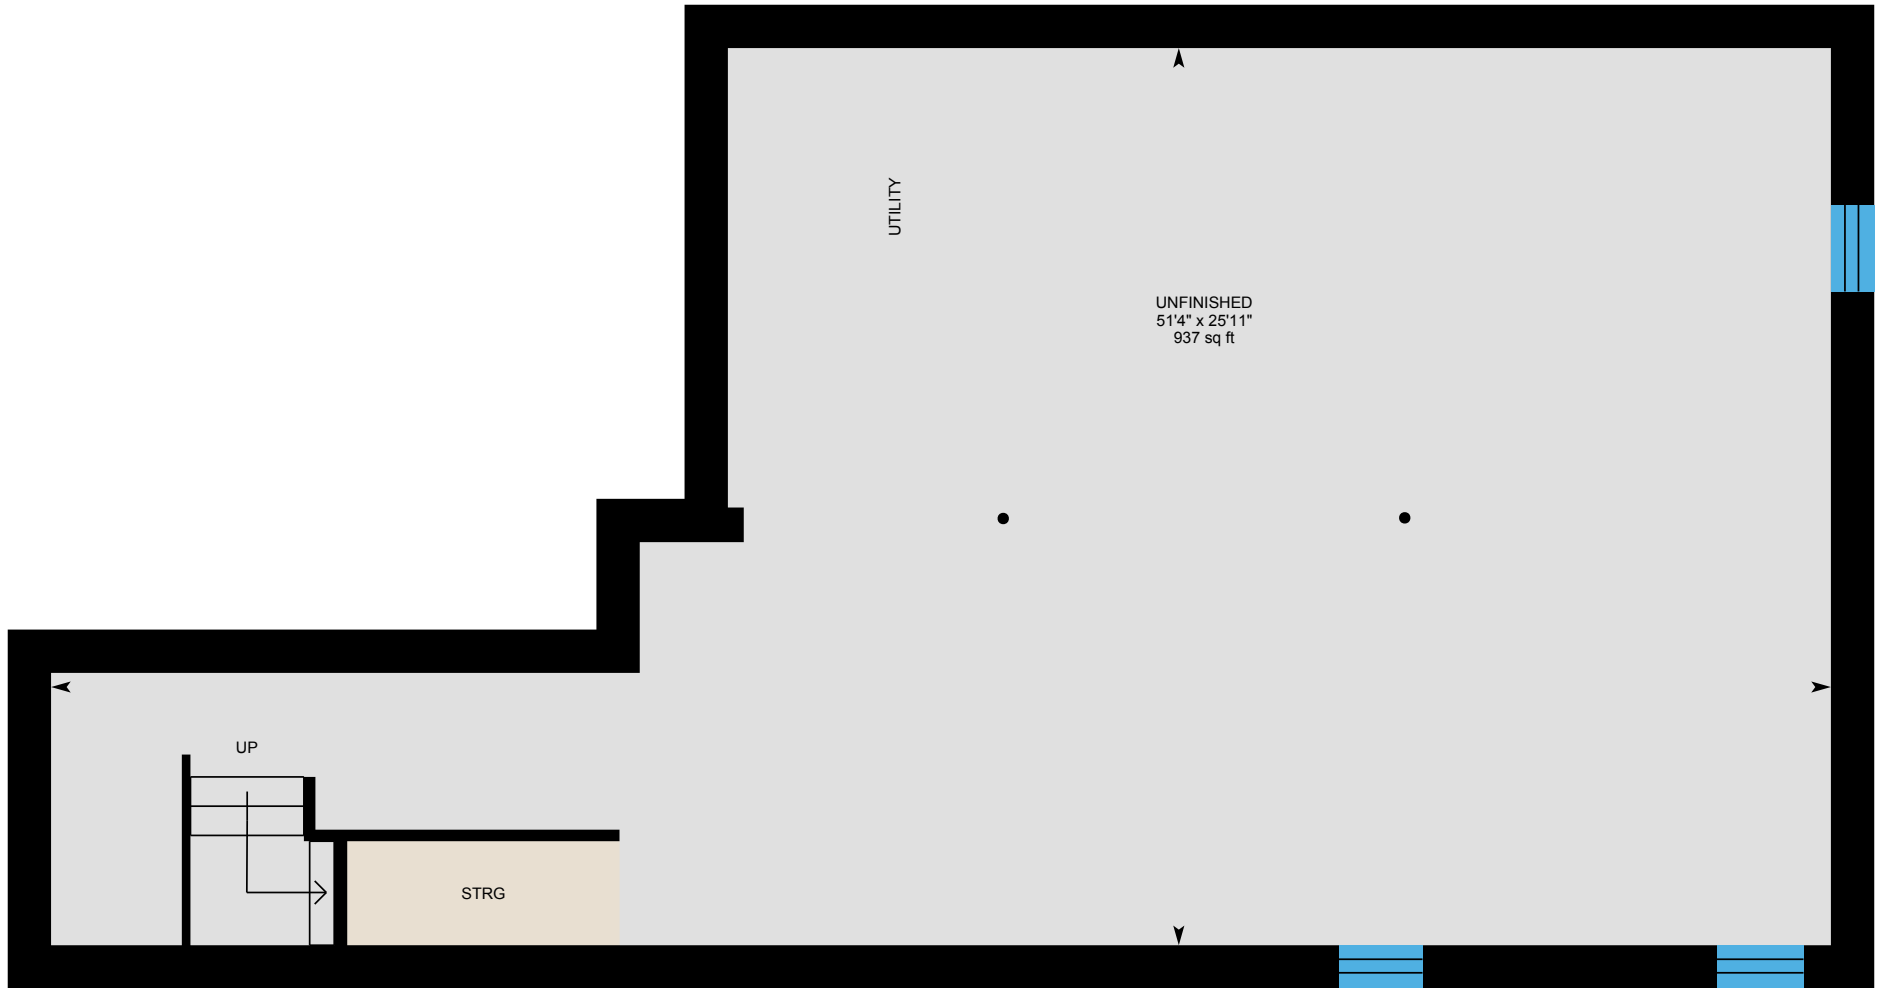 UTILITY
UNFINISHED
51'4" x 25'11"
937 sq ft
UP
STRG